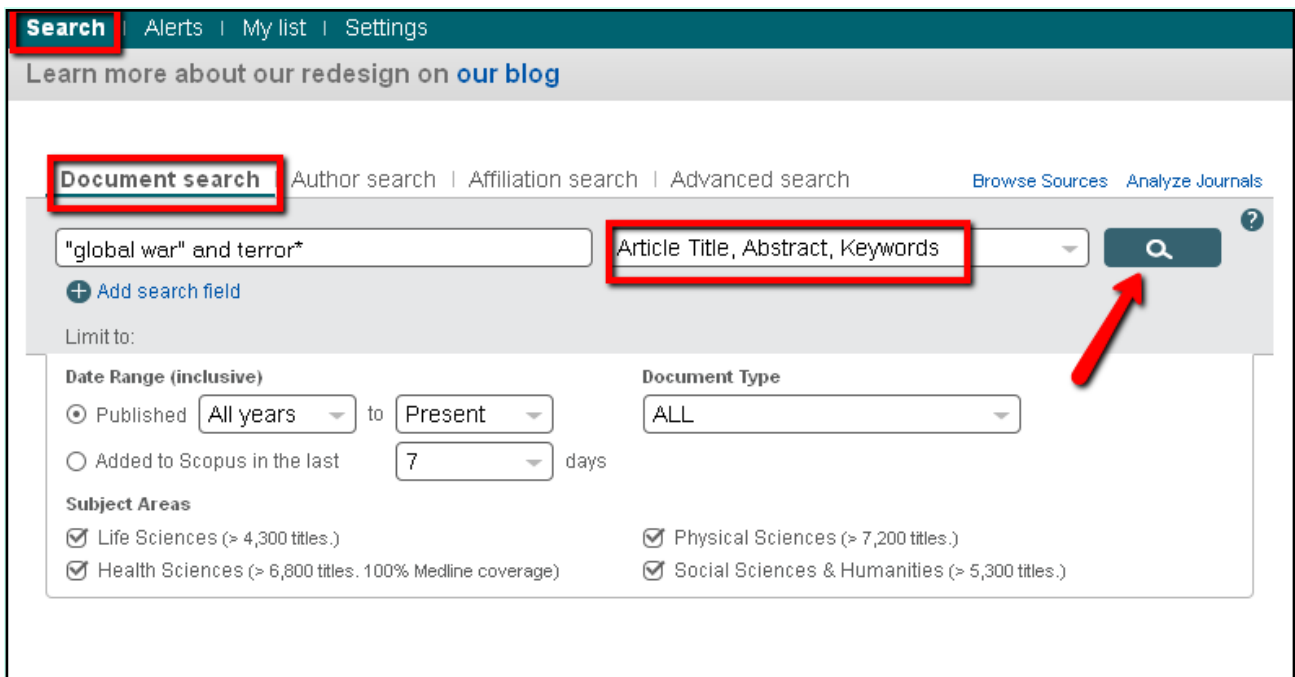 Search | Alerts | My list | Settings
Learn more about our redesign on our blog
Document search | Author search | Affiliation search | Advanced search Browse Sources Analyze Journals
?
"global war" and terror* Article Title, Abstract, Keywords
Add search field
Limit to:
Date Range (inclusive) Document Type
Published All years to Present ALL
Added to Scopus in the last 7 days
Subject Areas
Life Sciences (> 4,300 titles.) Physical Sciences (> 7,200 titles.)
Health Sciences (> 6,800 titles. 100% Medline coverage) Social Sciences & Humanities (> 5,300 titles.)